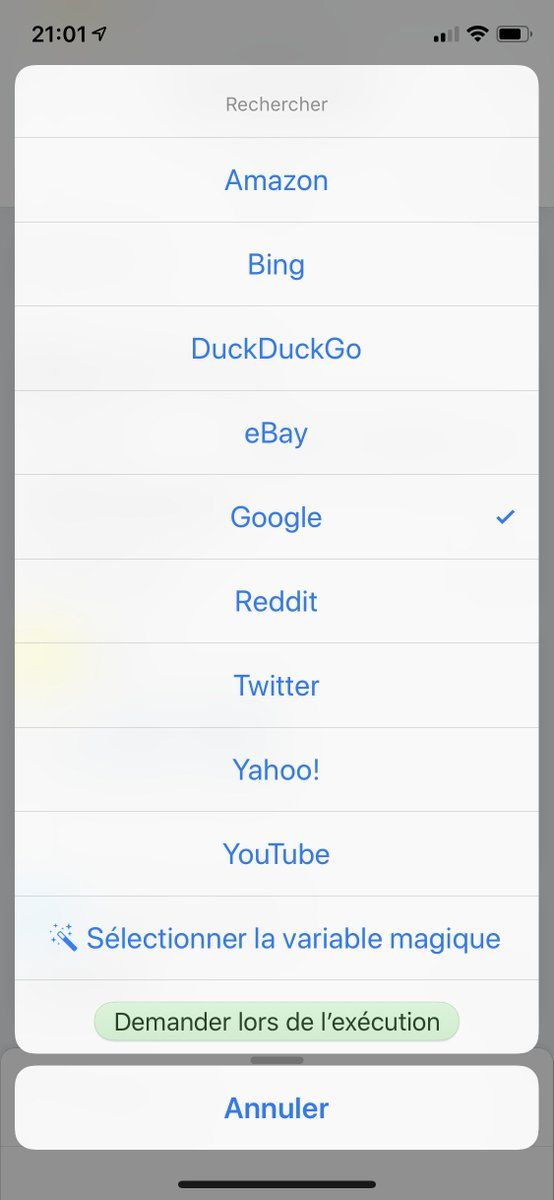 21:01
Rechercher
Amazon
Bing
DuckDuckGo
eBay
Google
Reddit
Twitter
Yahoo!
YouTube
Sélectionner la variable magique
Demander lors de l’exécution
Annuler